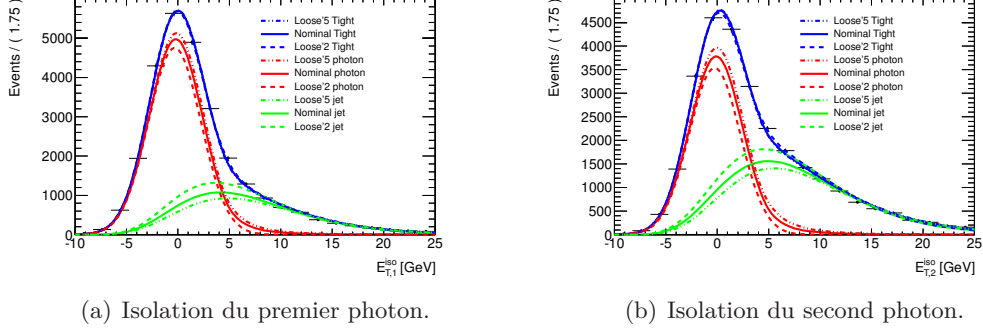 Events / ( 1.75 )
5000
4000
3000
2000
1000
0
-10
-5
0
5
10
15
20
25
E_{T,1}^{iso} [GeV]
Loose'5 Tight
Nominal Tight
Loose'2 Tight
Loose'5 photon
Nominal photon
Loose'2 photon
Loose'5 jet
Nominal jet
Loose'2 jet
(a) Isolation du premier photon.
Events / ( 1.75 )
4500
4000
3500
3000
2500
2000
1500
1000
500
0
-10
-5
0
5
10
15
20
25
E_{T,2}^{iso} [GeV]
Loose'5 Tight
Nominal Tight
Loose'2 Tight
Loose'5 photon
Nominal photon
Loose'2 photon
Loose'5 jet
Nominal jet
Loose'2 jet
(b) Isolation du second photon.